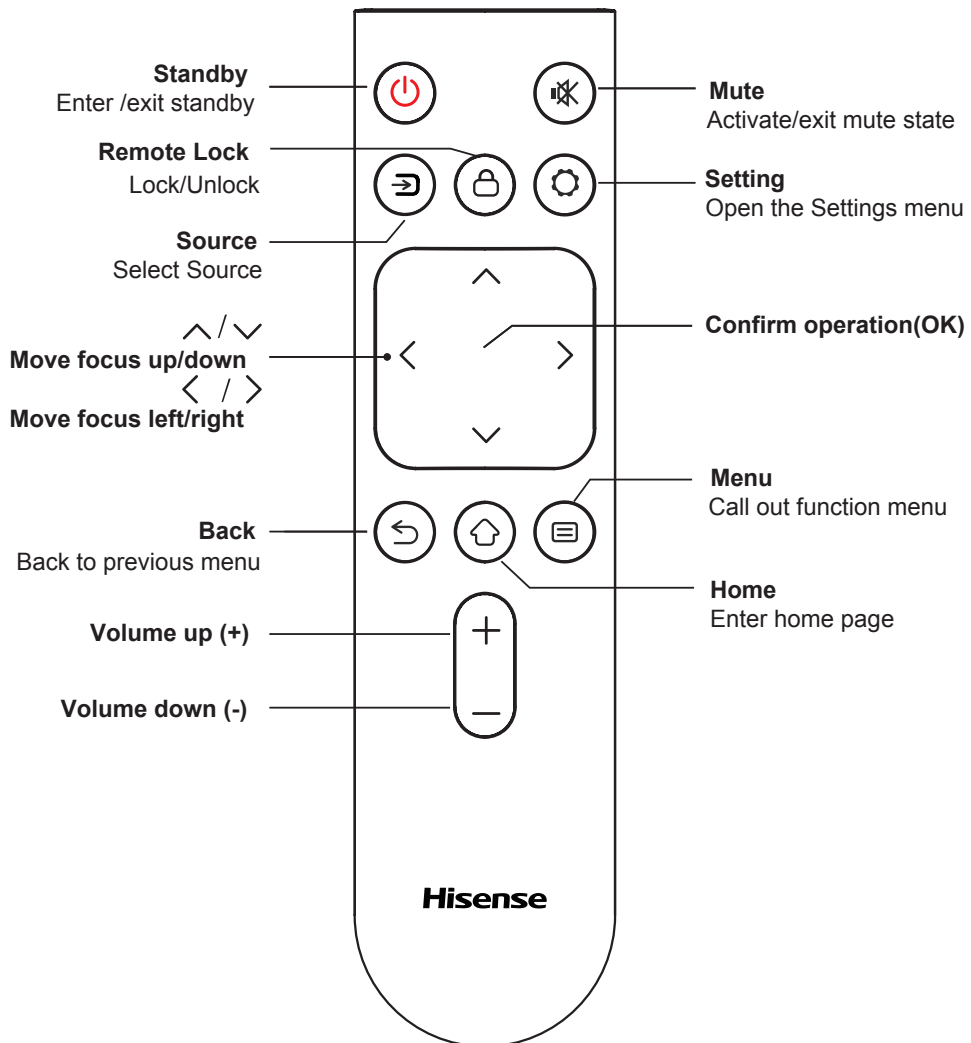 Standby
Enter /exit standby
Mute
Activate/exit mute state
Remote Lock
Lock/Unlock
Setting
Open the Settings menu
Source
Select Source
Confirm operation(OK)
Move focus up/down
Move focus left/right
Menu
Call out function menu
Back
Back to previous menu
Home
Enter home page
Volume up (+)
Volume down (-)
Hisense